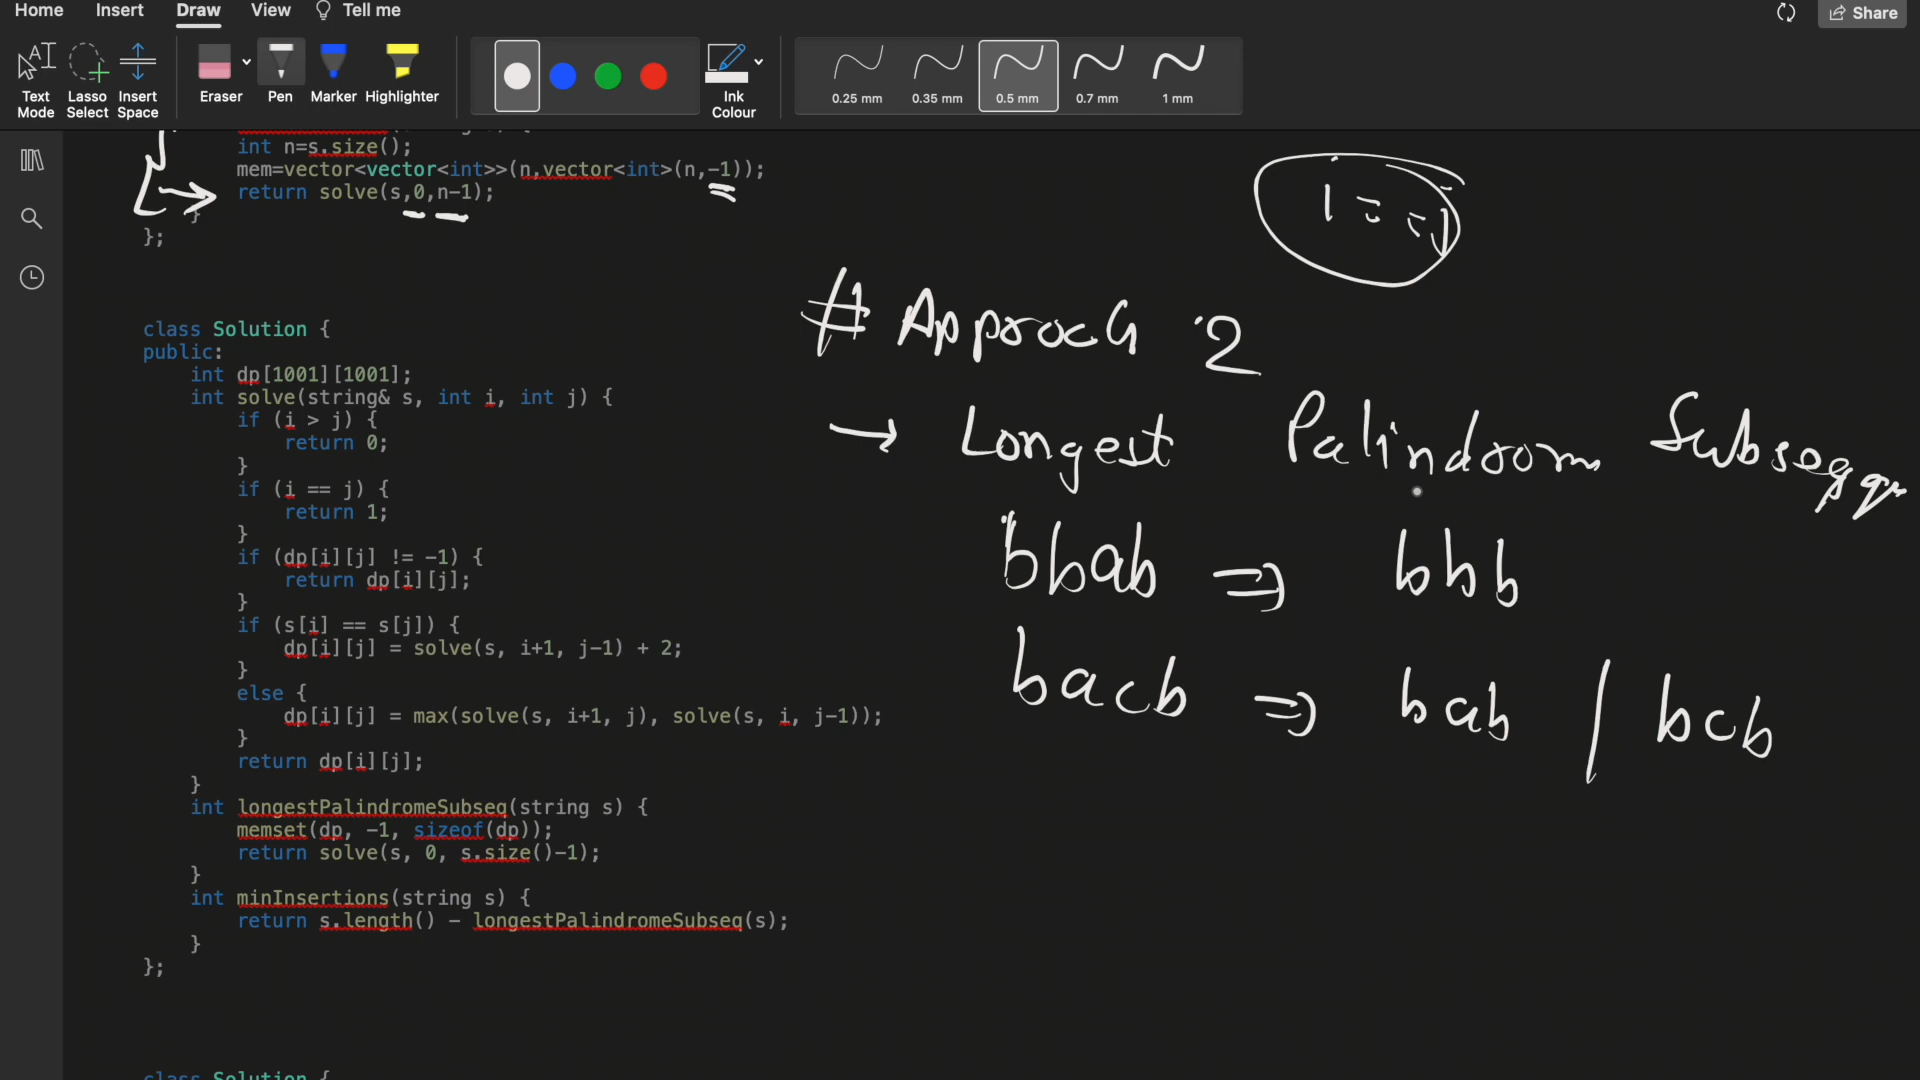 Home Insert Draw View Tell me Share
Text Mode Lasso Select Insert Space Eraser Pen Marker Highlighter Ink Colour 0.25 mm 0.35 mm 0.5 mm 0.7 mm 1 mm
int n=s.size();
mem=vector<vector<int>>(n,vector<int>(n,-1));
return solve(s,0,n-1);
}
};
i = = j
# Approch 2
→ Longest Palindrom
bbab ⇒ bbb
bacb ⇒ bab / bcb
class Solution {
public:
int dp[1001][1001];
int solve(string& s, int i, int j) {
if (i > j) {
return 0;
}
if (i == j) {
return 1;
}
if (dp[i][j] != -1) {
return dp[i][j];
}
if (s[i] == s[j]) {
dp[i][j] = solve(s, i+1, j-1) + 2;
}
else {
dp[i][j] = max(solve(s, i+1, j), solve(s, i, j-1));
}
return dp[i][j];
}
int longestPalindromeSubseq(string s) {
memset(dp, -1, sizeof(dp));
return solve(s, 0, s.size()-1);
}
int minInsertions(string s) {
return s.length() - longestPalindromeSubseq(s);
}
};
class Solution {